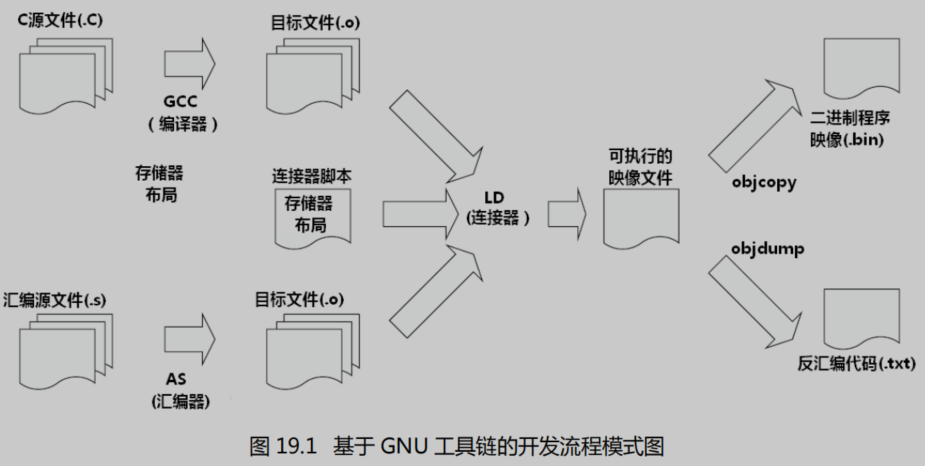 C源文件(.C)
GCC
(编译器)
目标文件(.o)
存储器
布局
连接器脚本
存储器
布局
汇编源文件(.s)
AS
(汇编器)
目标文件(.o)
LD
(连接器)
可执行的
映像文件
objcopy
二进制程序
映像(.bin)
objdump
反汇编代码(.txt)
图 19.1 基于 GNU 工具链的开发流程模式图